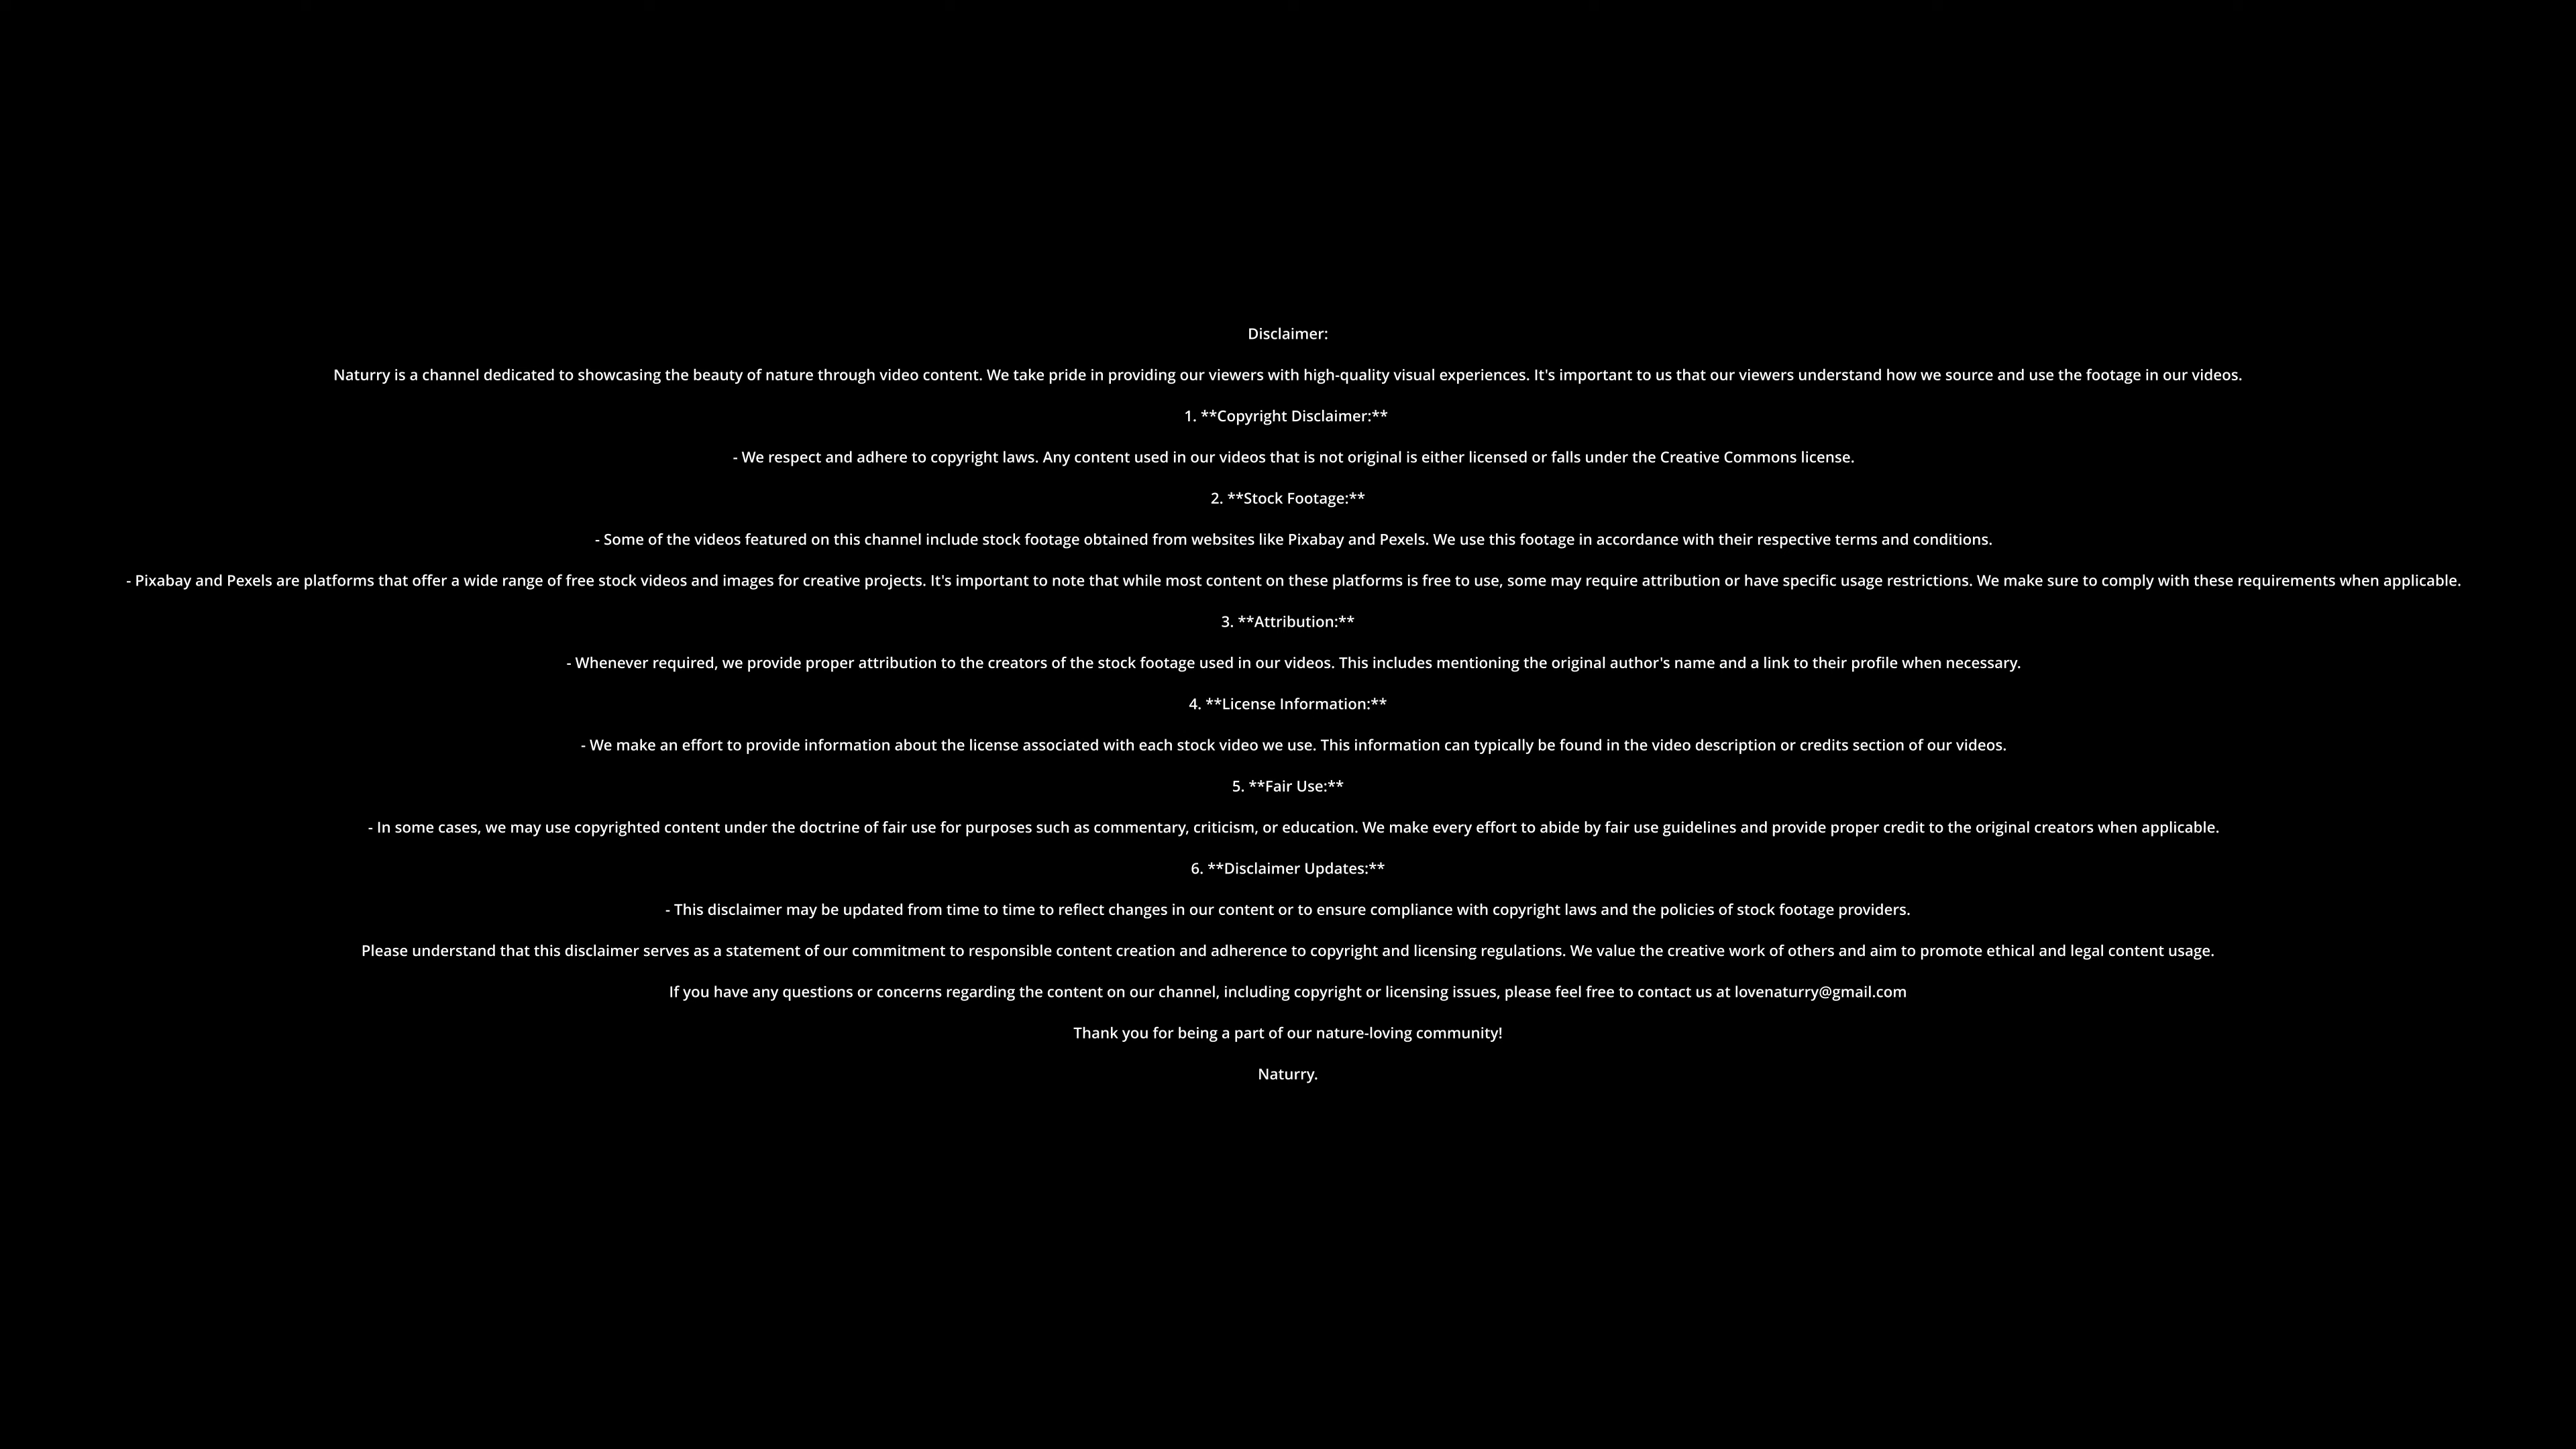 Disclaimer:
Naturry is a channel dedicated to showcasing the beauty of nature through video content. We take pride in providing our viewers with high-quality visual experiences. It's important to us that our viewers understand how we source and use the footage in our videos.
1. **Copyright Disclaimer:**
- We respect and adhere to copyright laws. Any content used in our videos that is not original is either licensed or falls under the Creative Commons license.
2. **Stock Footage:**
- Some of the videos featured on this channel include stock footage obtained from websites like Pixabay and Pexels. We use this footage in accordance with their respective terms and conditions.
- Pixabay and Pexels are platforms that offer a wide range of free stock videos and images for creative projects. It's important to note that while most content on these platforms is free to use, some may require attribution or have specific usage restrictions. We make sure to comply with these requirements when applicable.
3. **Attribution:**
- Whenever required, we provide proper attribution to the creators of the stock footage used in our videos. This includes mentioning the original author's name and a link to their profile when necessary.
4. **License Information:**
- We make an effort to provide information about the license associated with each stock video we use. This information can typically be found in the video description or credits section of our videos.
5. **Fair Use:**
- In some cases, we may use copyrighted content under the doctrine of fair use for purposes such as commentary, criticism, or education. We make every effort to abide by fair use guidelines and provide proper credit to the original creators when applicable.
6. **Disclaimer Updates:**
- This disclaimer may be updated from time to time to reflect changes in our content or to ensure compliance with copyright laws and the policies of stock footage providers.
Please understand that this disclaimer serves as a statement of our commitment to responsible content creation and adherence to copyright and licensing regulations. We value the creative work of others and aim to promote ethical and legal content usage.
If you have any questions or concerns regarding the content on our channel, including copyright or licensing issues, please feel free to contact us at lovenaturry@gmail.com
Thank you for being a part of our nature-loving community!
Naturry.